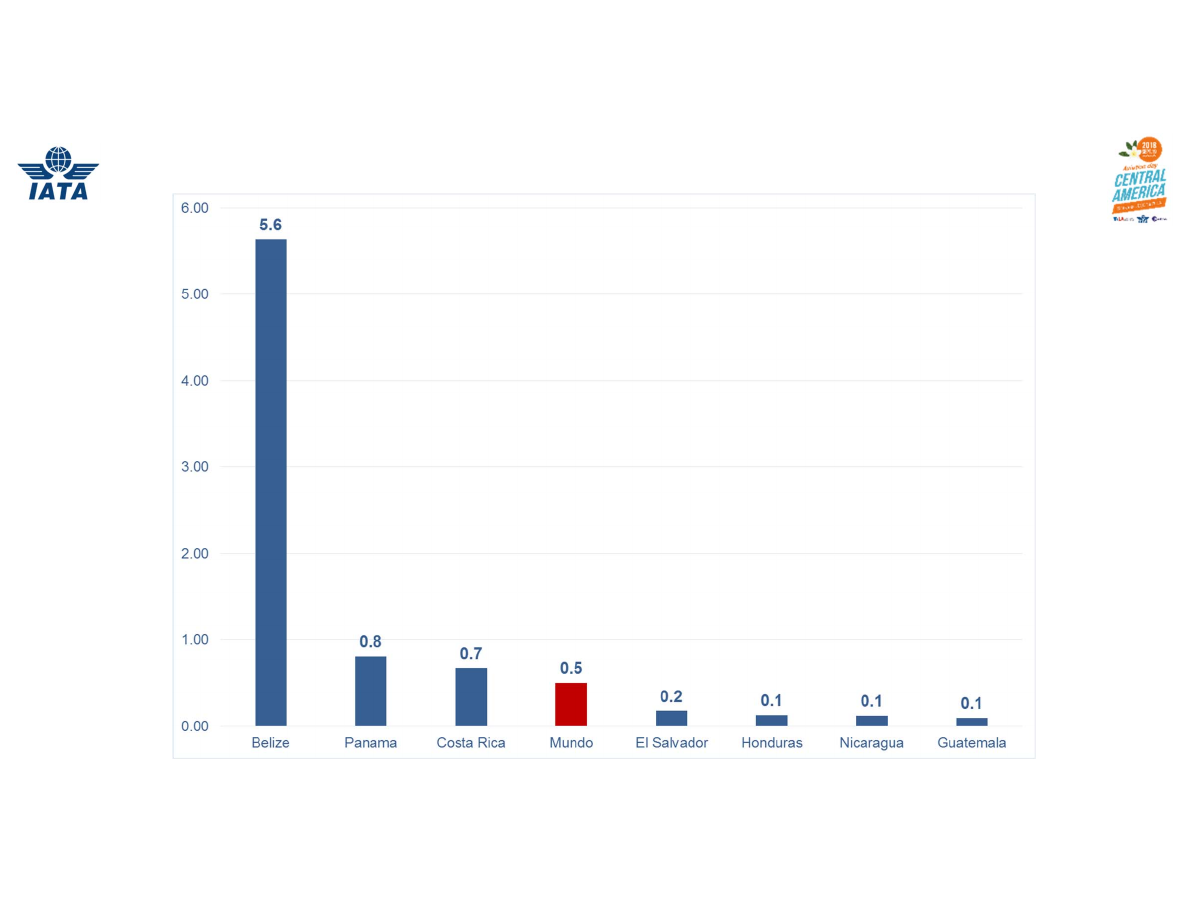 IATA
2018
Aviation day
CENTRAL
AMERICA
6.00
5.6
5.00
4.00
3.00
2.00
1.00
0.8
0.7
0.5
0.2
0.1
0.1
0.1
0.00
Belize
Panama
Costa Rica
Mundo
El Salvador
Honduras
Nicaragua
Guatemala